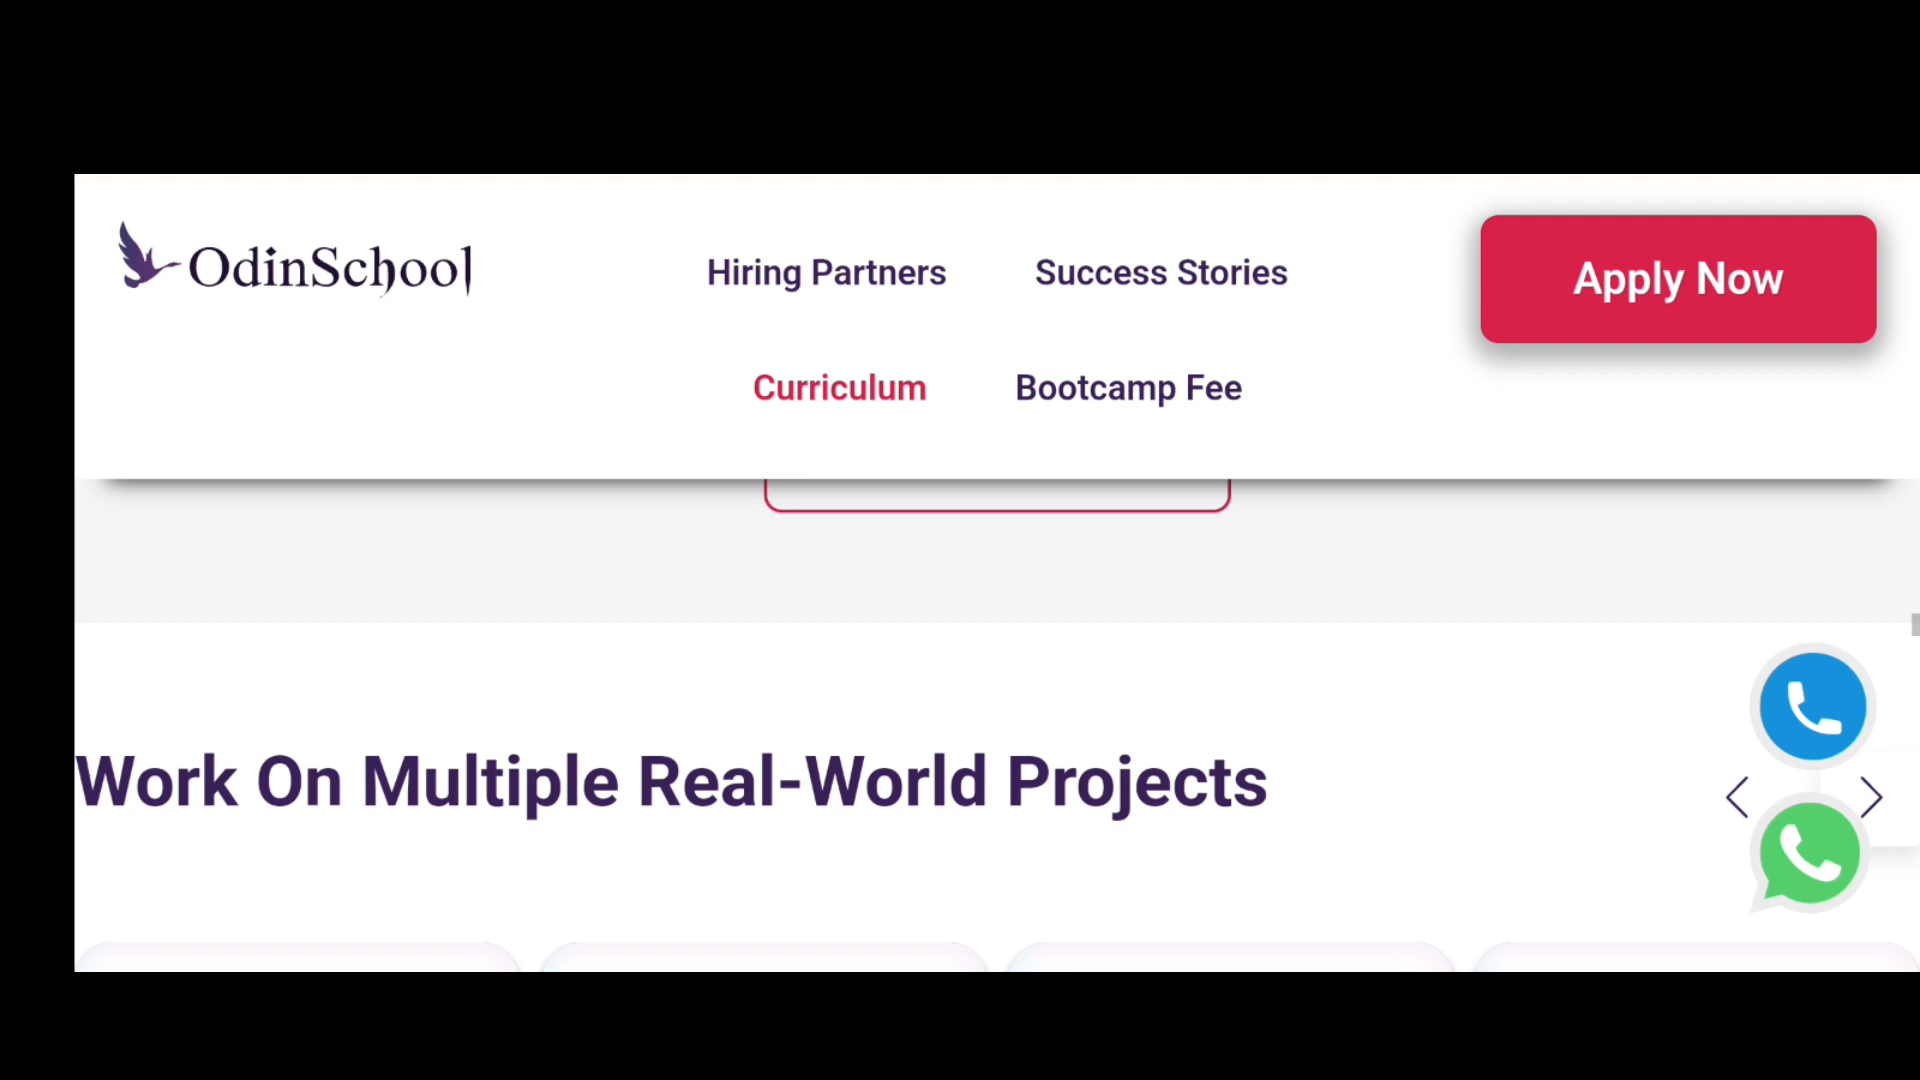 OdinSchool
Hiring Partners
Success Stories
Apply Now
Curriculum
Bootcamp Fee
Work On Multiple Real-World Projects